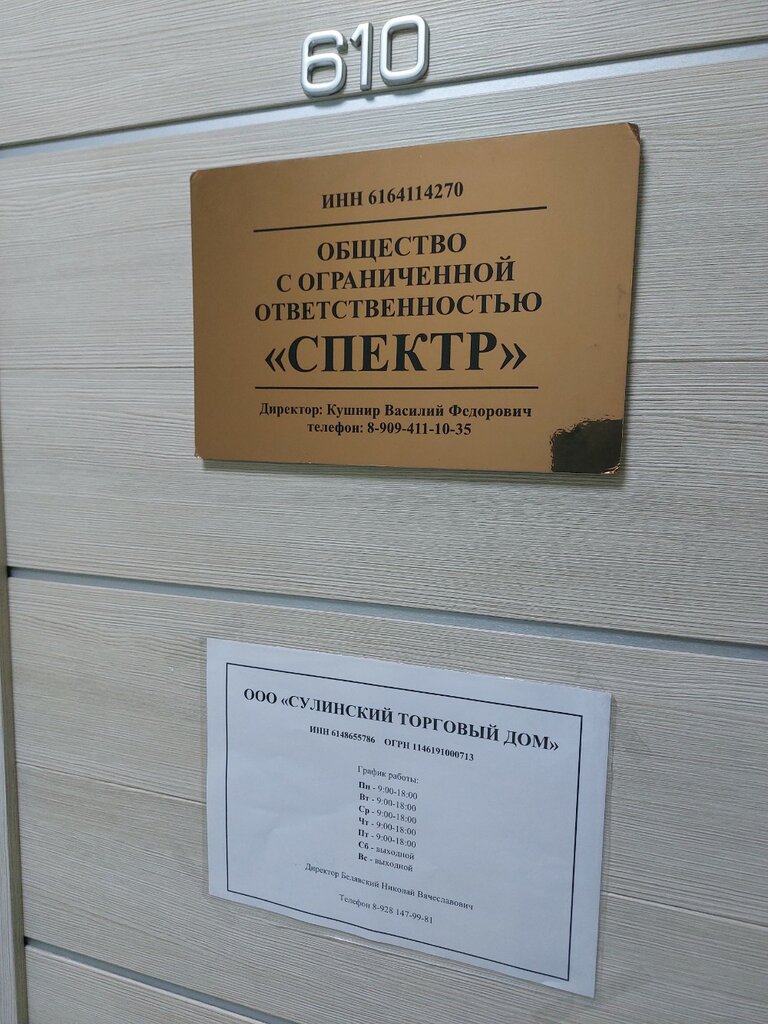 610
ИНН 6164114270
ОБЩЕСТВО
С ОГРАНИЧЕННОЙ
ОТВЕТСТВЕННОСТЬЮ
«СПЕКТР»
Директор: Кушнир Василий Федорович
телефон: 8-909-411-10-35
ООО «СУЛИНСКИЙ ТОРГОВЫЙ ДОМ»
ИНН 6148655786 ОГРН 1146191000713
График работы:
Пн - 9:00-18:00
Вт - 9:00-18:00
Ср - 9:00-18:00
Чт - 9:00-18:00
Пт - 9:00-18:00
Сб - выходной
Вс - выходной
Директор Белявский Николай Вячеславович
Телефон 8-928 147-99-81